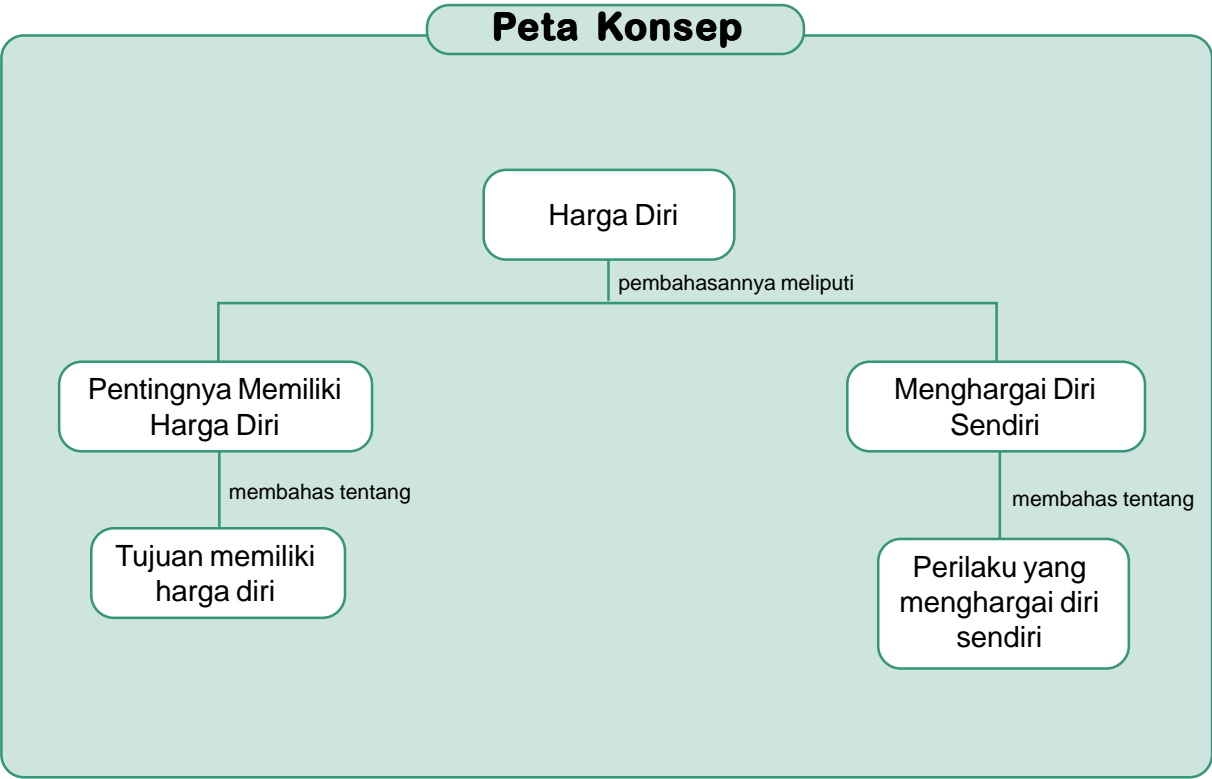 Peta Konsep
Harga Diri
pembahasannya meliputi
Pentingnya Memiliki
Harga Diri
Menghargai Diri
Sendiri
membahas tentang
membahas tentang
Tujuan memiliki
harga diri
Perilaku yang
menghargai diri
sendiri